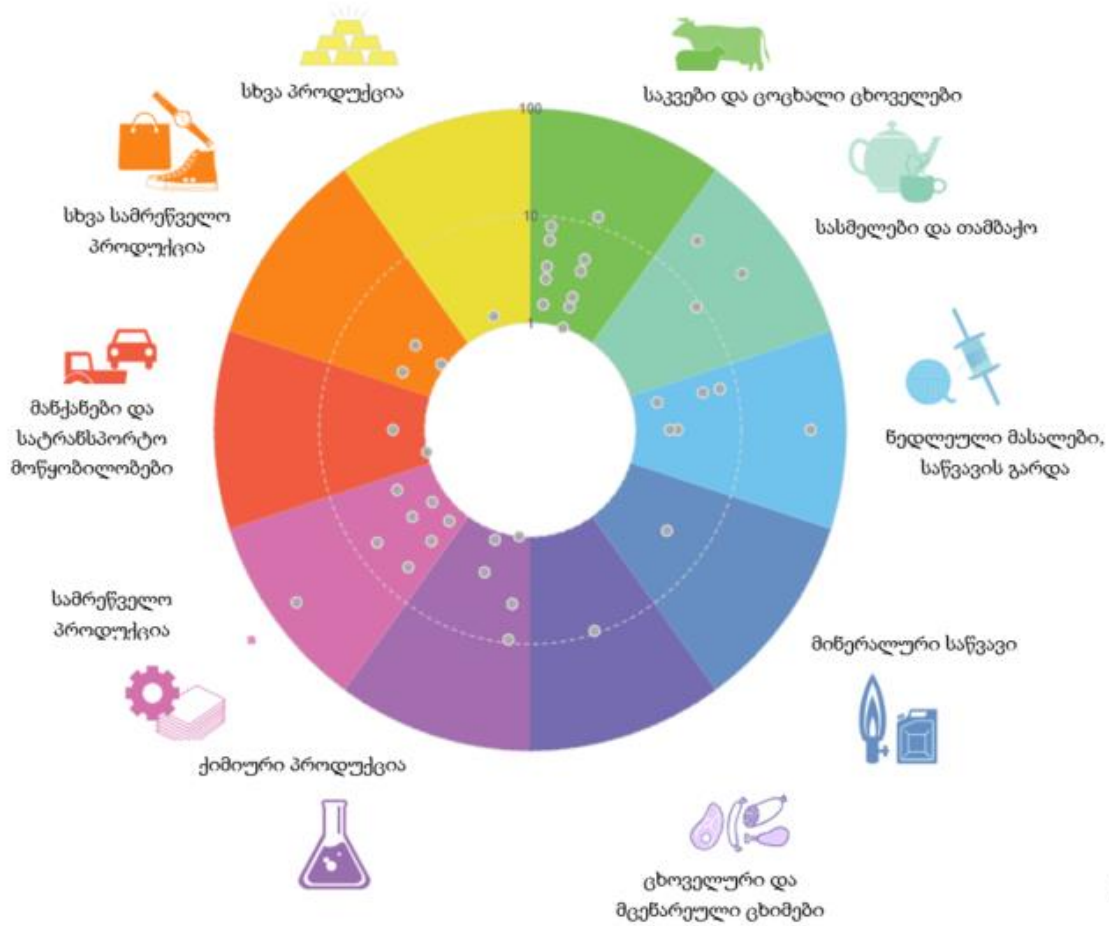 სხვა პროდუქცია
საკვები და ცოცხალი ცხოველები
100
სხვა სამრეწველო
პროდუქცია
10
სასმელები და თამბაქო
1
მანქანები და
სატრანსპორტო
მოწყობილობები
ნედლეული მასალები,
საწვავის გარდა
სამრეწველო
პროდუქცია
მინერალური საწვავი
ქიმიური პროდუქცია
ცხოველური და
მცენარეული ცხიმები